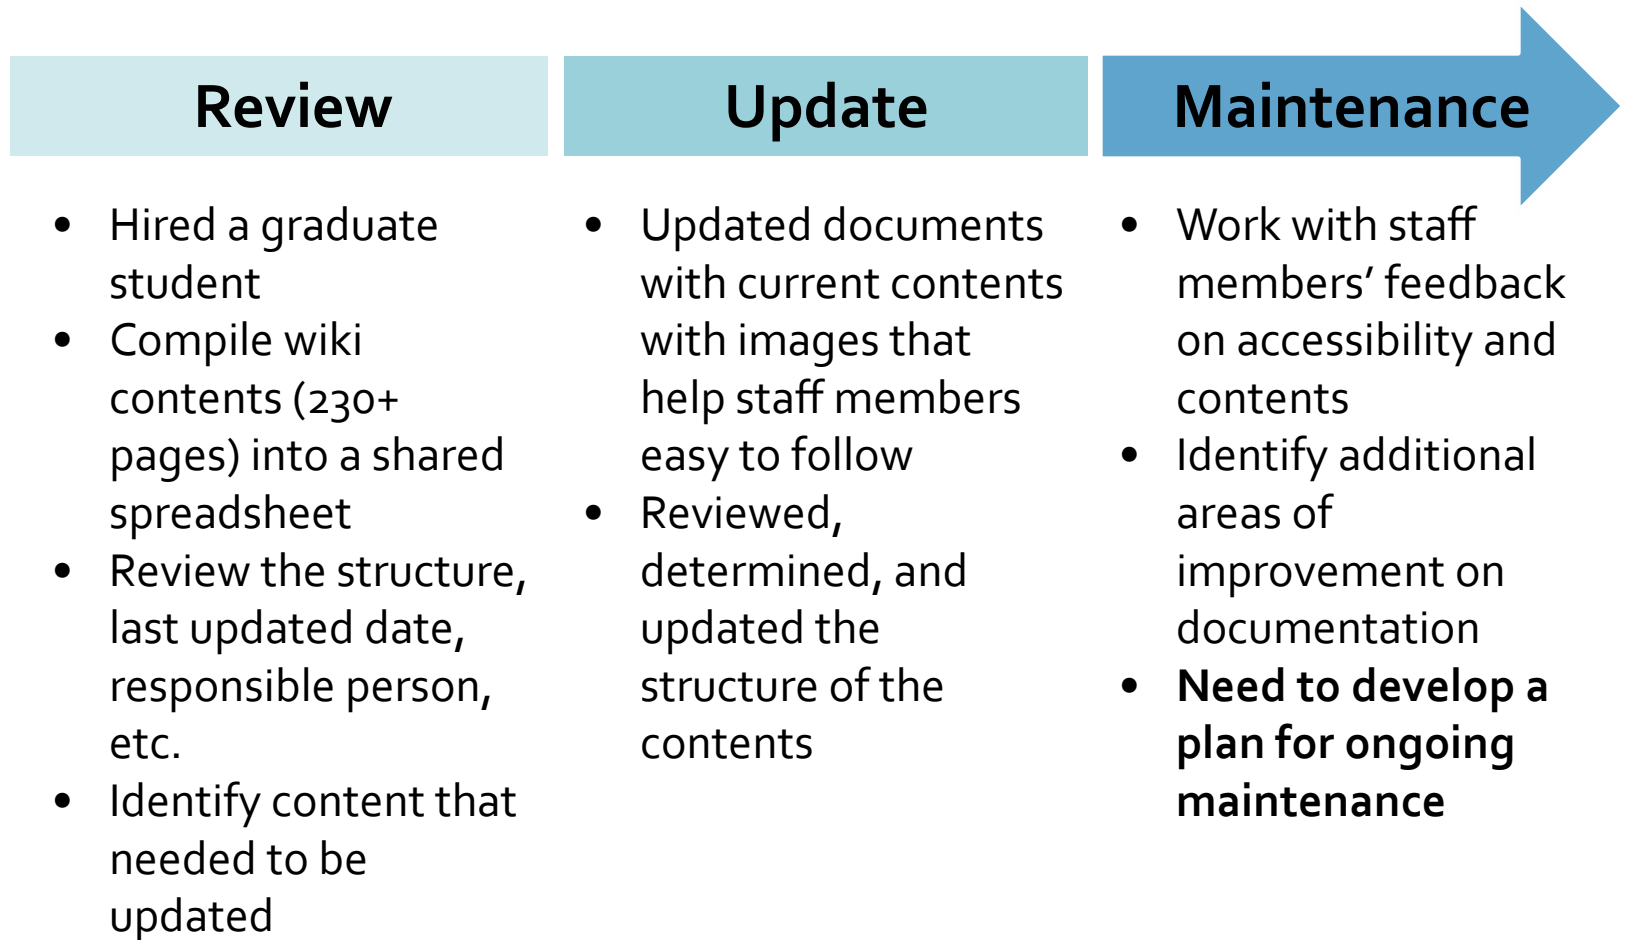 Review
Update
Maintenance
• Hired a graduate
student
• Compile wiki
contents (230+
pages) into a shared
spreadsheet
• Review the structure,
last updated date,
responsible person,
etc.
• Identify content that
needed to be
updated
• Updated documents
with current contents
with images that
help staff members
easy to follow
• Reviewed,
determined, and
updated the
structure of the
contents
• Work with staff
members’ feedback
on accessibility and
contents
• Identify additional
areas of
improvement on
documentation
• Need to develop a
plan for ongoing
maintenance